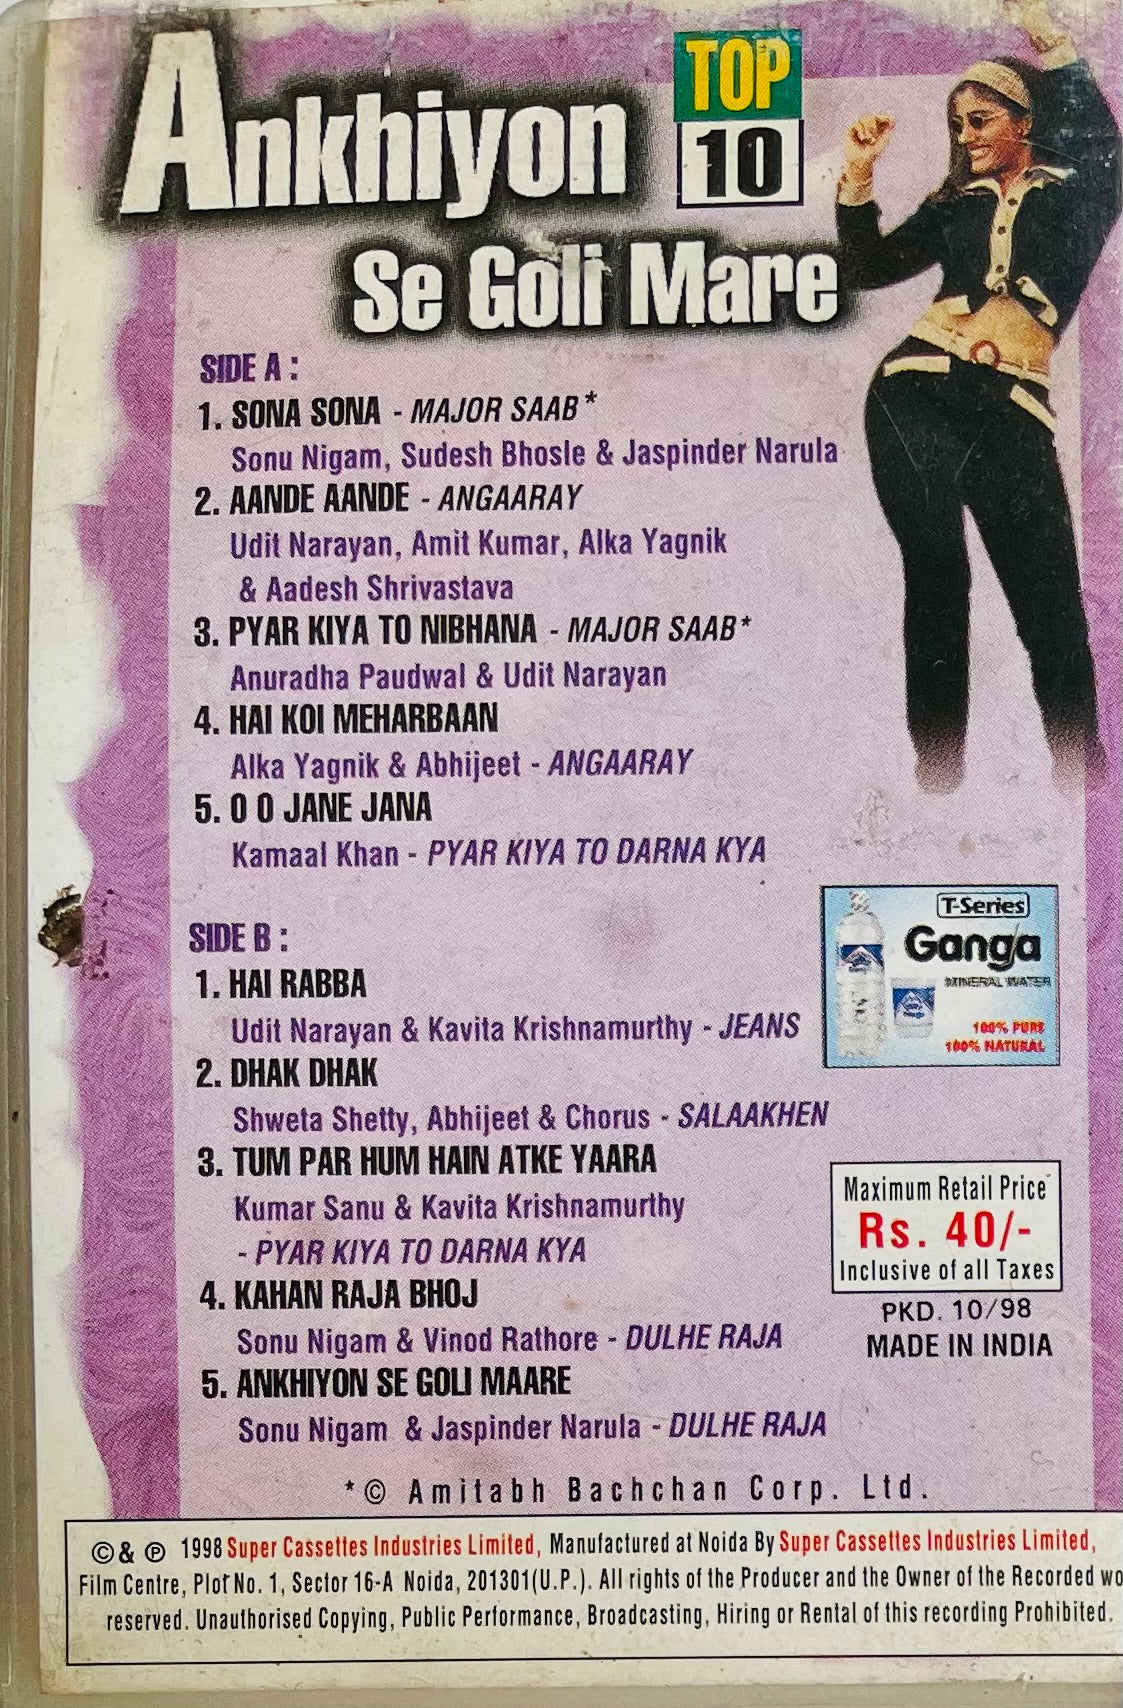 Ankhiyon
TOP
10
Se Goli Mare
SIDE A :
1. SONA SONA - MAJOR SAAB*
Sonu Nigam, Sudesh Bhosle & Jaspinder Narula
2. AANDE AANDE - ANGAARAY
Udit Narayan, Amit Kumar, Alka Yagnik
& Aadesh Shrivastava
3. PYAR KIYA TO NIBHANA - MAJOR SAAB*
Anuradha Paudwal & Udit Narayan
4. HAI KOI MEHARBAAN
Alka Yagnik & Abhijeet - ANGAARAY
5. O O JANE JANA
Kamaal Khan - PYAR KIYA TO DARNA KYA
SIDE B :
1. HAI RABBA
Udit Narayan & Kavita Krishnamurthy - JEANS
2. DHAK DHAK
Shweta Shetty, Abhijeet & Chorus - SALAAKHEN
3. TUM PAR HUM HAIN ATKE YAARA
Kumar Sanu & Kavita Krishnamurthy
- PYAR KIYA TO DARNA KYA
4. KAHAN RAJA BHOJ
Sonu Nigam & Vinod Rathore - DULHE RAJA
5. ANKHIYON SE GOLI MAARE
Sonu Nigam & Jaspinder Narula - DULHE RAJA
T-Series
Ganga
MINERAL WATER
100% PURE
100% NATURAL
Maximum Retail Price
Rs. 40/-
Inclusive of all Taxes
PKD. 10/98
MADE IN INDIA
*© Amitabh Bachchan Corp. Ltd.
© & ℗ 1998 Super Cassettes Industries Limited, Manufactured at Noida By Super Cassettes Industries Limited,
Film Centre, Plot No. 1, Sector 16-A Noida, 201301(U.P.). All rights of the Producer and the Owner of the Recorded wo
reserved. Unauthorised Copying, Public Performance, Broadcasting, Hiring or Rental of this recording Prohibited.